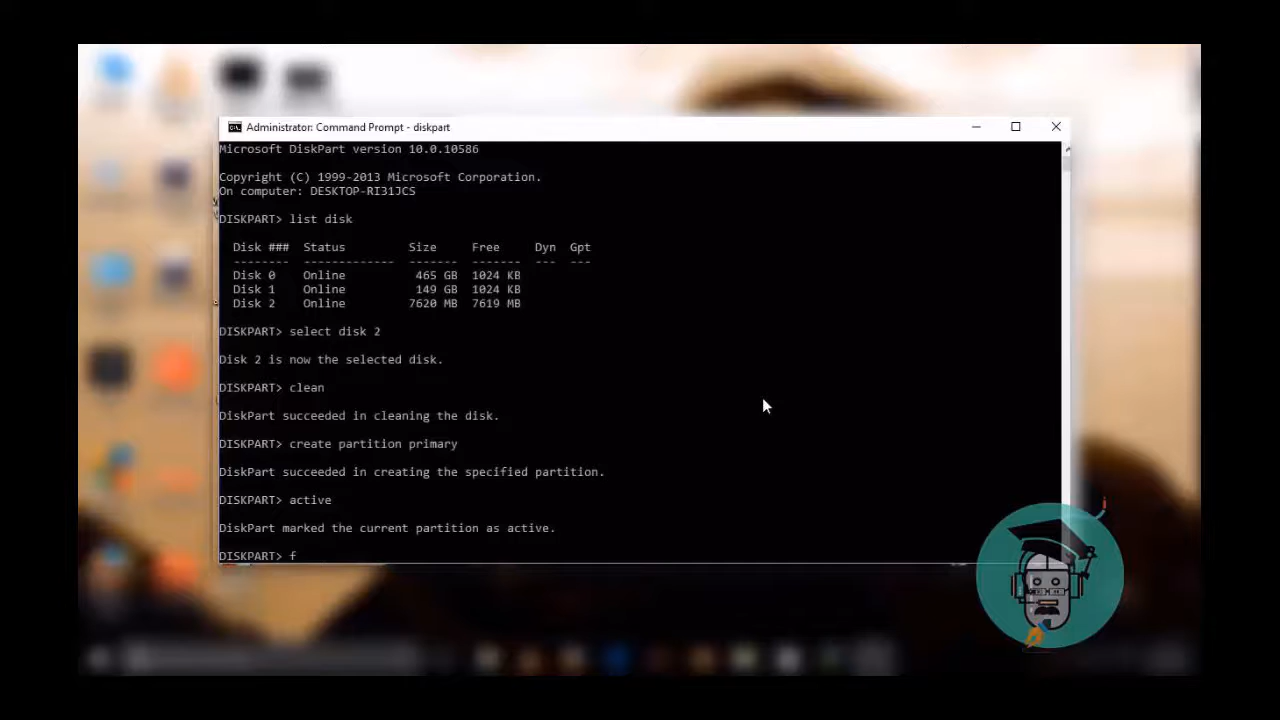 Administrator: Command Prompt - diskpart
Microsoft DiskPart version 10.0.10586
Copyright (C) 1999-2013 Microsoft Corporation.
On computer: DESKTOP-RI31JCS
DISKPART> list disk
Disk ### Status Size Free Dyn Gpt
-------- ------------- ------- ------- --- ---
Disk 0 Online 465 GB 1024 KB
Disk 1 Online 149 GB 1024 KB
Disk 2 Online 7620 MB 7619 MB
DISKPART> select disk 2
Disk 2 is now the selected disk.
DISKPART> clean
DiskPart succeeded in cleaning the disk.
DISKPART> create partition primary
DiskPart succeeded in creating the specified partition.
DISKPART> active
DiskPart marked the current partition as active.
DISKPART> f